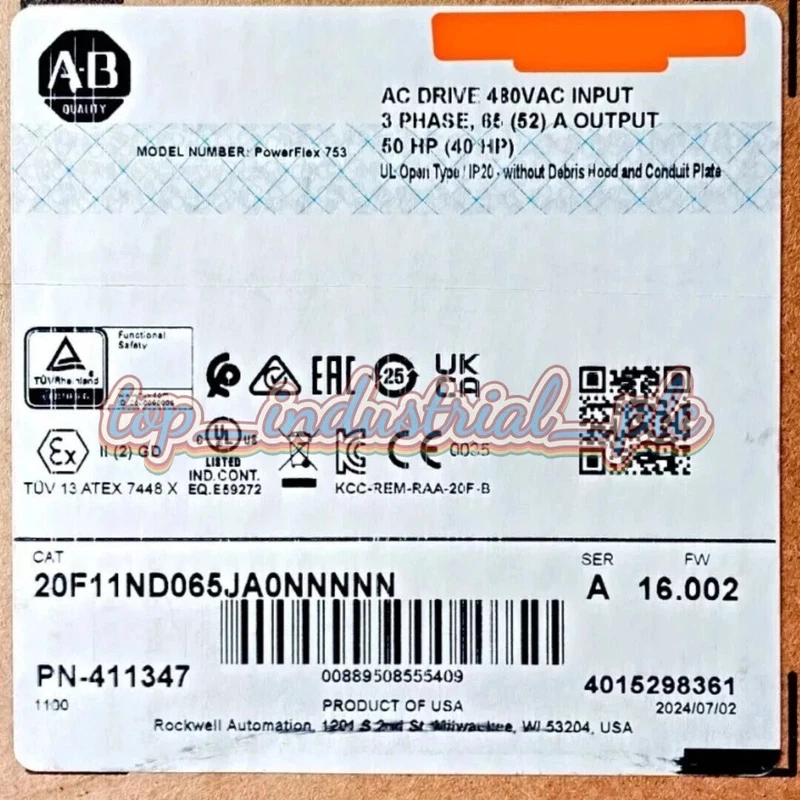 A-B
QUALITY
AC DRIVE 480VAC INPUT
3 PHASE, 65 (52) A OUTPUT
50 HP (40 HP)
MODEL NUMBER: PowerFlex 753
UL Open Type / IP20 - without Debris Hood and Conduit Plate
Functional
Safety
TÜVRheinland
EAC
25
UK
CA
top_industrial_plc
Ex
II (2) GD
TÜV 13 ATEX 7448 X
C UL US
LISTED
IND. CONT.
EQ. E59272
KC
CE 0035
KCC-REM-RAA-20F-B
CAT
SER
FW
20F11ND065JA0NNNNN
A
16.002
PN-411347
00889508555409
4015298361
1100
PRODUCT OF USA
2024/07/02
Rockwell Automation, 1201 S 2nd St Milwaukee, WI 53204, USA